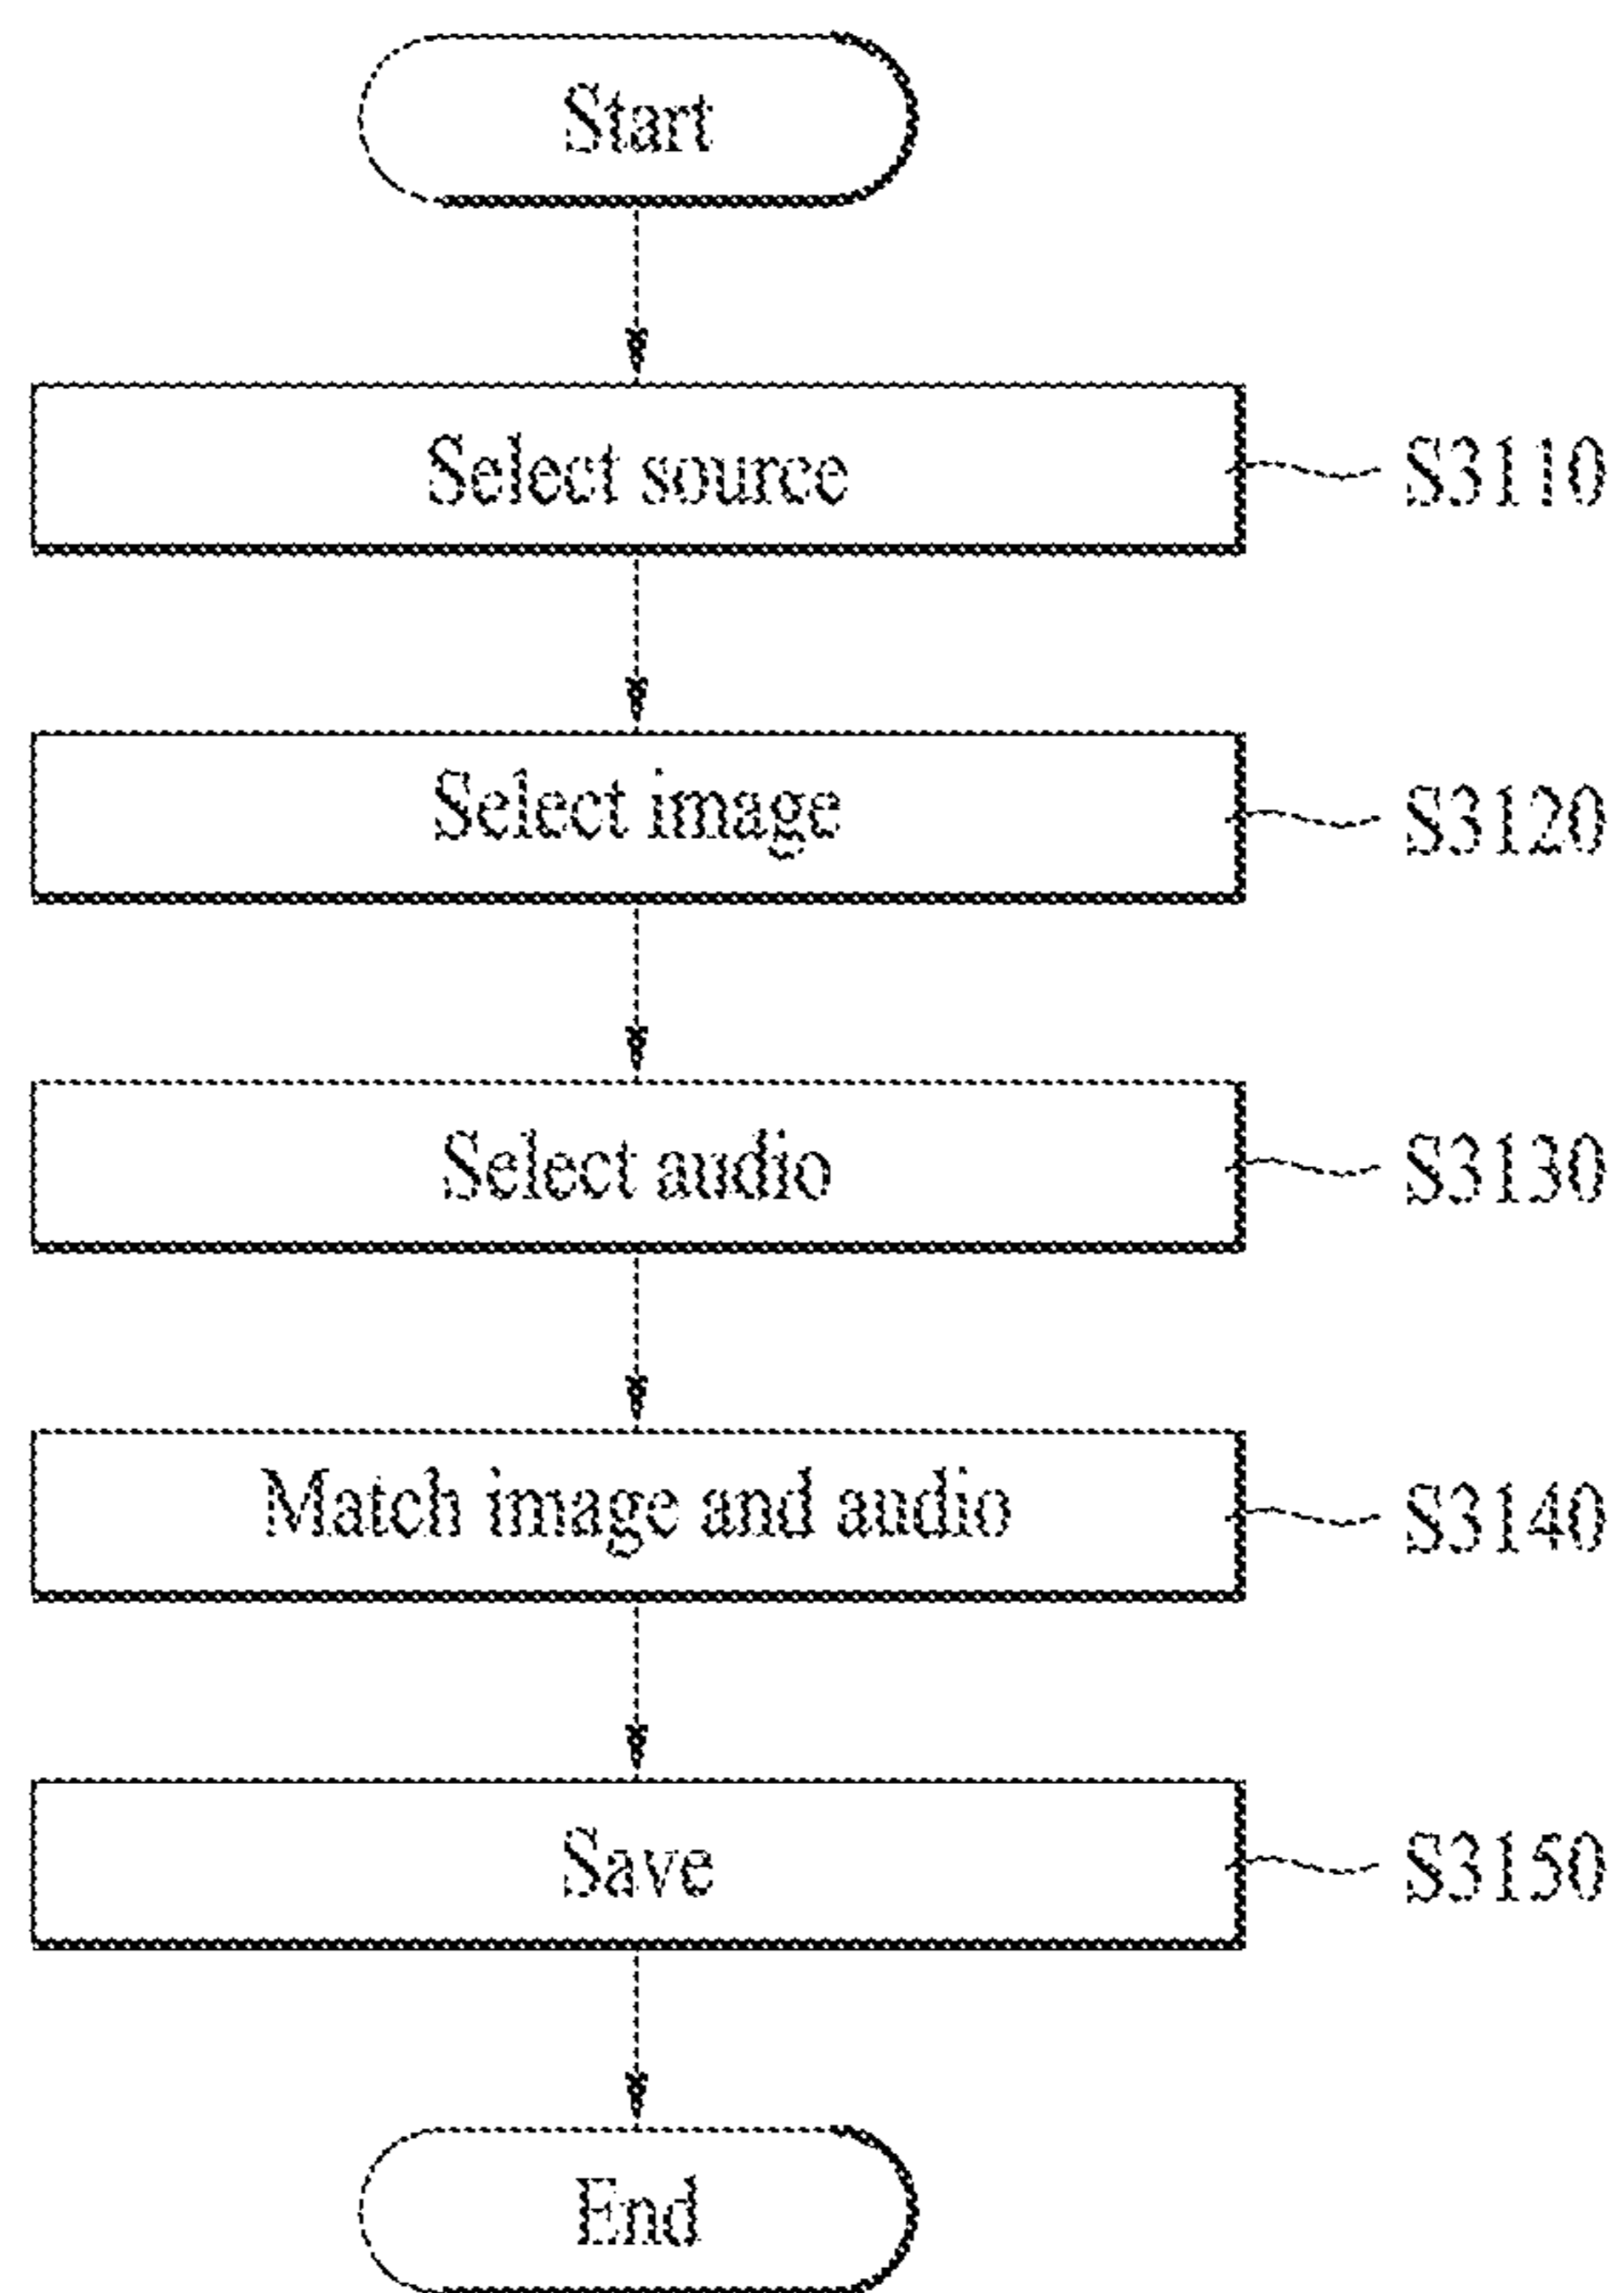 Start
Select source
S3110
Select image
S3120
Select audio
S3130
Match image and audio
S3140
Save
S3150
End